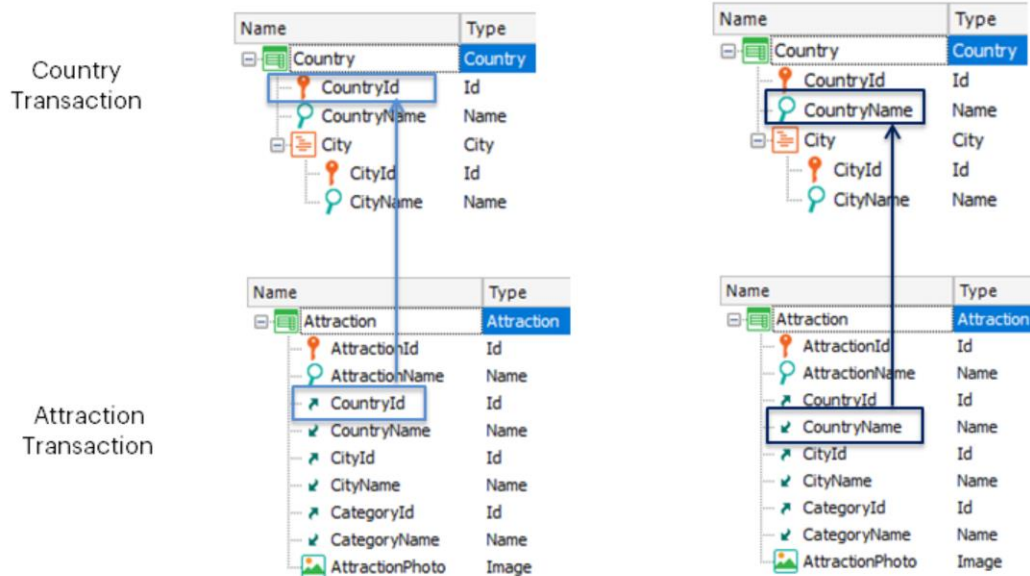 Country
Transaction
Name Type
Country Country
CountryId Id
CountryName Name
City City
CityId Id
CityName Name
Name Type
Country Country
CountryId Id
CountryName Name
City City
CityId Id
CityName Name
Attraction
Transaction
Name Type
Attraction Attraction
AttractionId Id
AttractionName Name
CountryId Id
CountryName Name
CityId Id
CityName Name
CategoryId Id
CategoryName Name
AttractionPhoto Image
Name Type
Attraction Attraction
AttractionId Id
AttractionName Name
CountryId Id
CountryName Name
CityId Id
CityName Name
CategoryId Id
CategoryName Name
AttractionPhoto Image